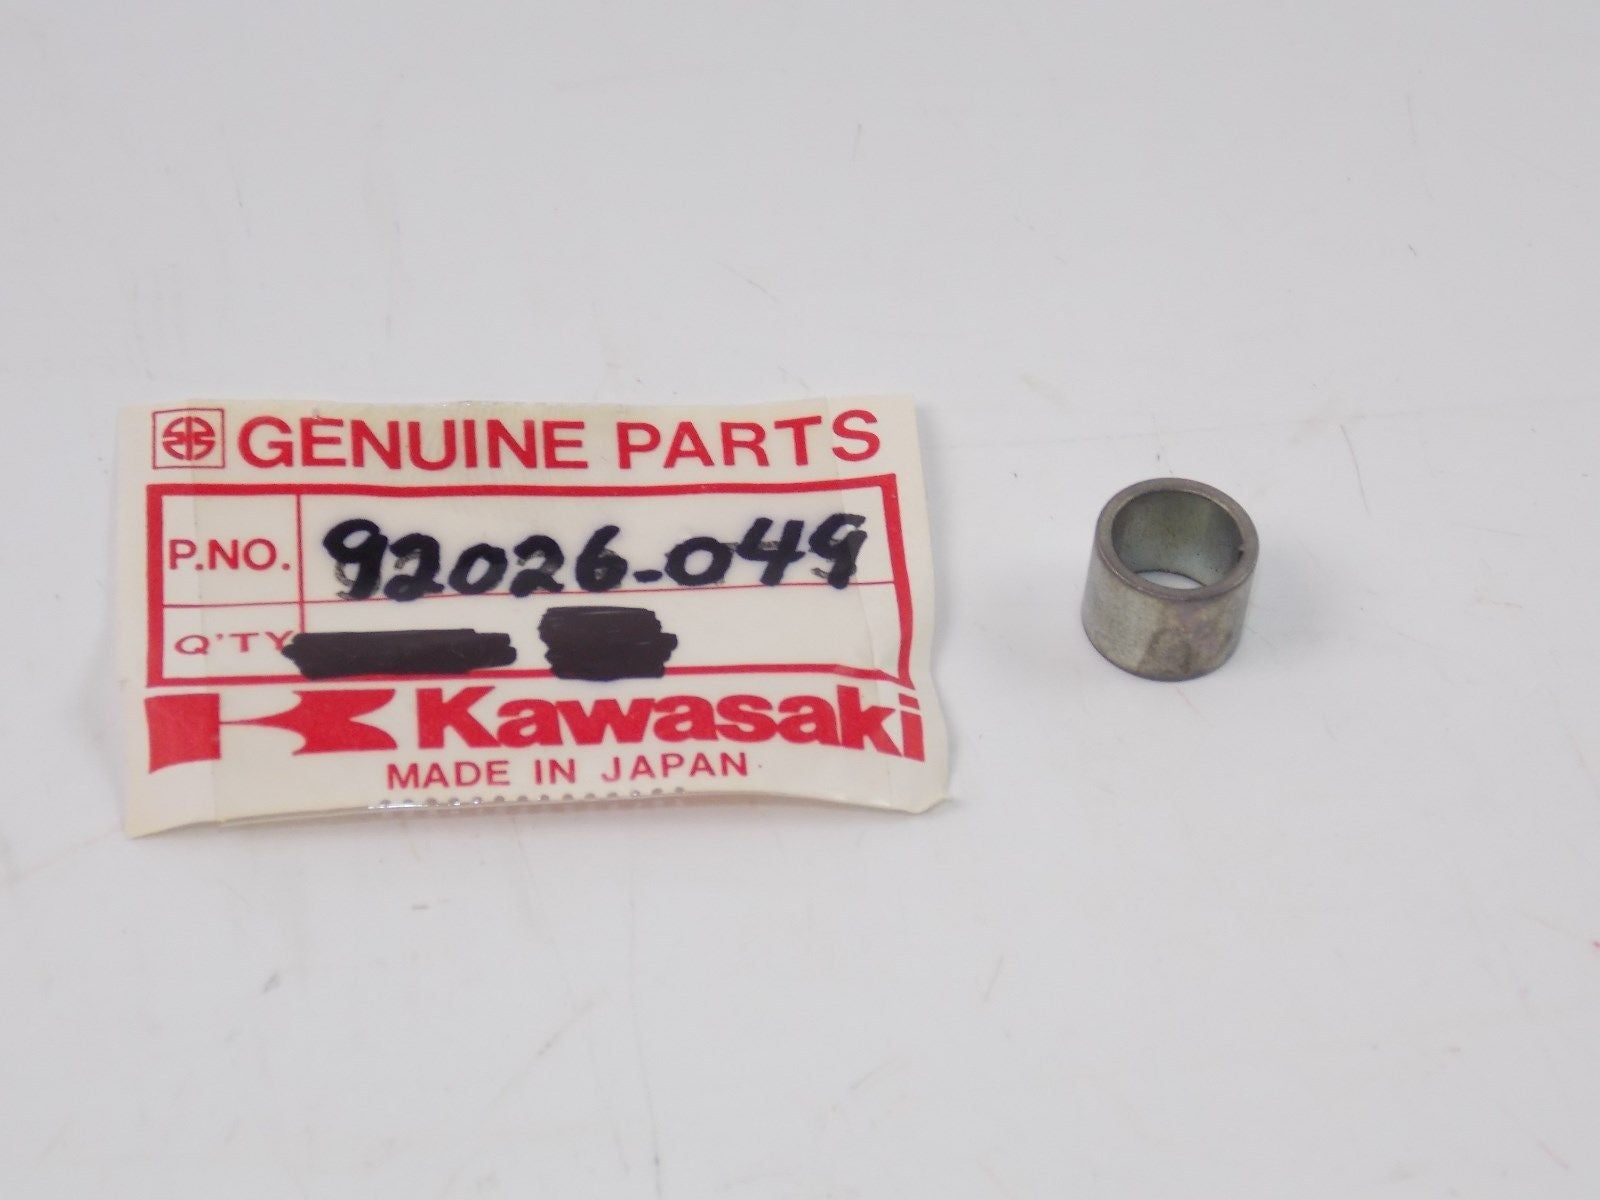 GENUINE PARTS
P.NO. 92026-049
Q'TY
Kawasaki
MADE IN JAPAN